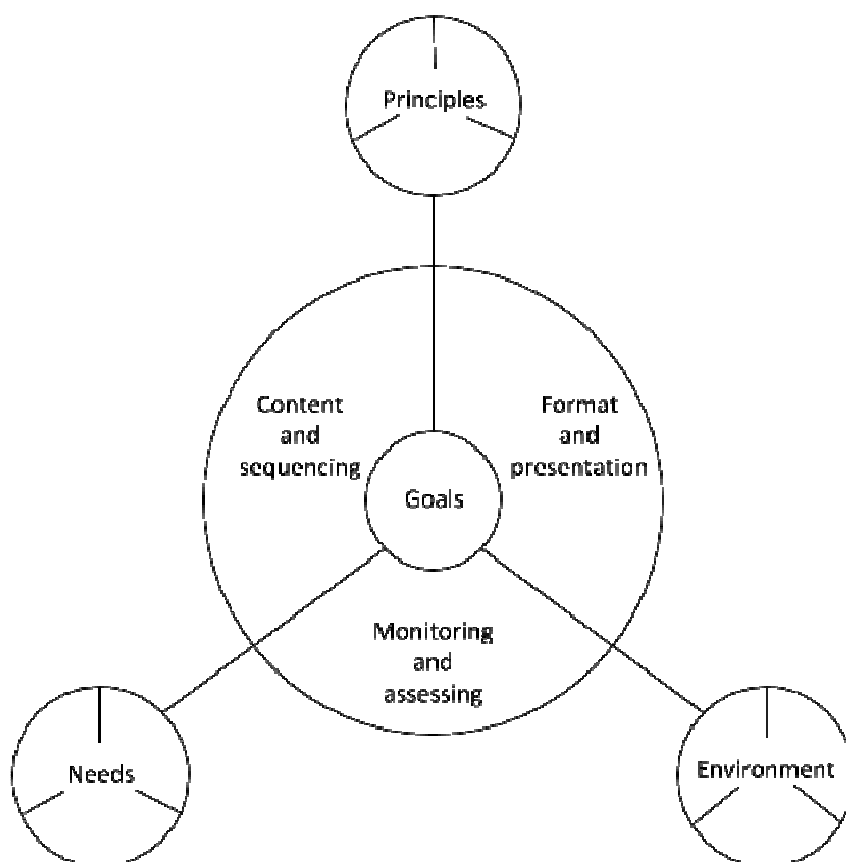 Principles
Content
and
sequencing
Format
and
presentation
Goals
Monitoring
and
assessing
Needs
Environment